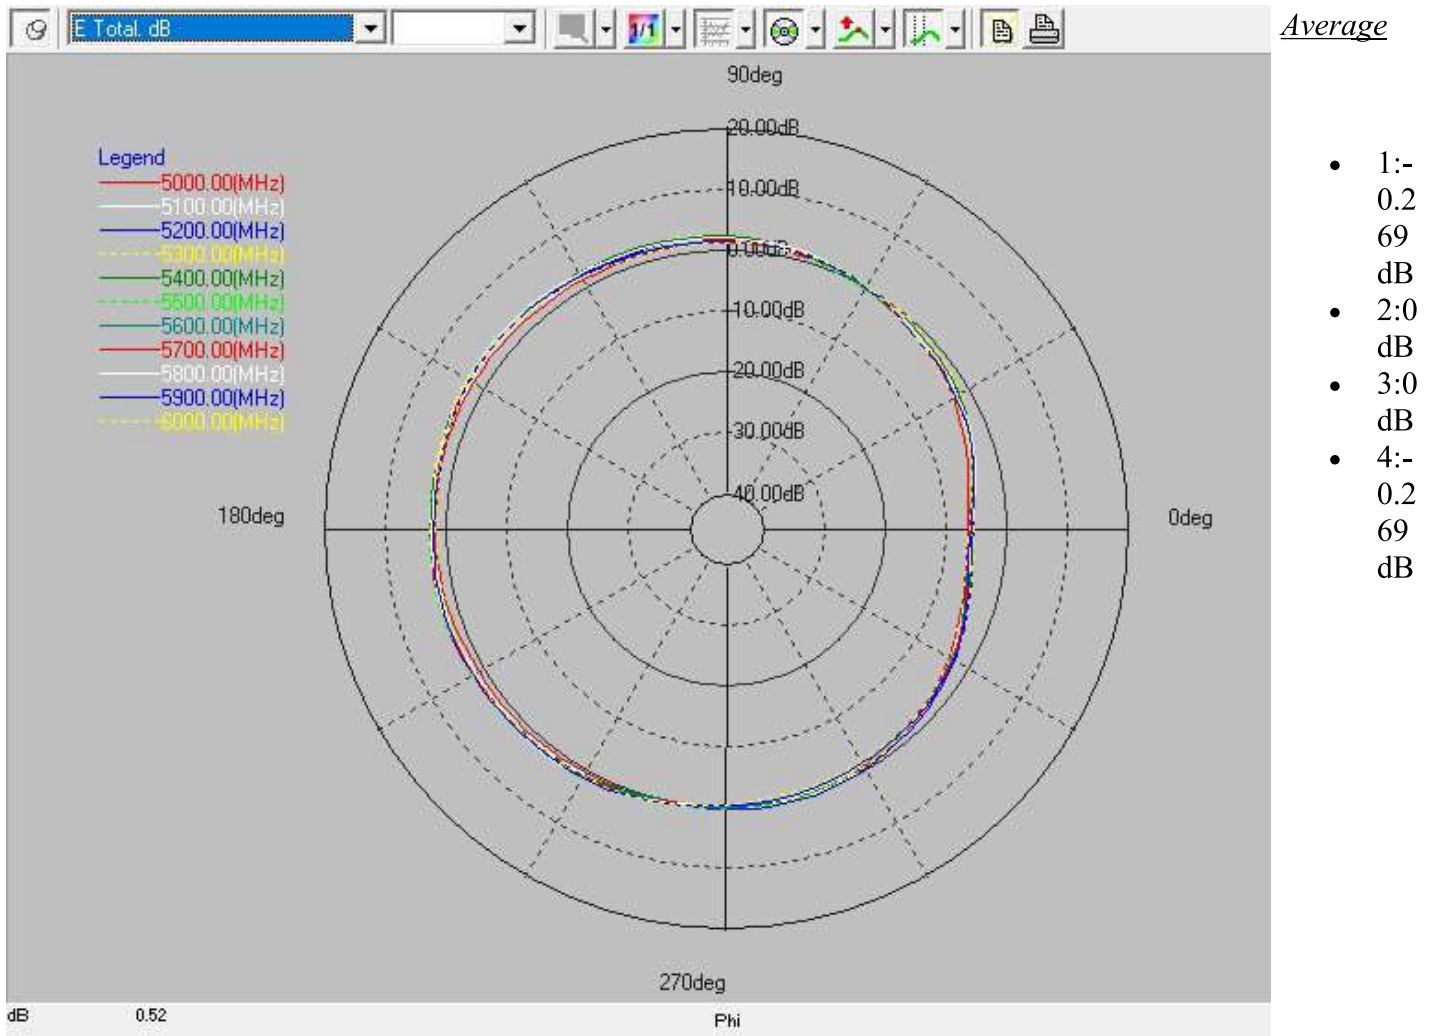 E Total. dB
1/1
Average
90deg
20.00dB
10.00dB
0.00dB
-10.00dB
-20.00dB
-30.00dB
40.00dB
Legend
5000.00(MHz)
5100.00(MHz)
5200.00(MHz)
5300.00(MHz)
5400.00(MHz)
5500.00(MHz)
5600.00(MHz)
5700.00(MHz)
5800.00(MHz)
5900.00(MHz)
6000.00(MHz)
180deg
0deg
270deg
dB 0.52
Phi
• 1:-
0.2
69
dB
• 2:0
dB
• 3:0
dB
• 4:-
0.2
69
dB